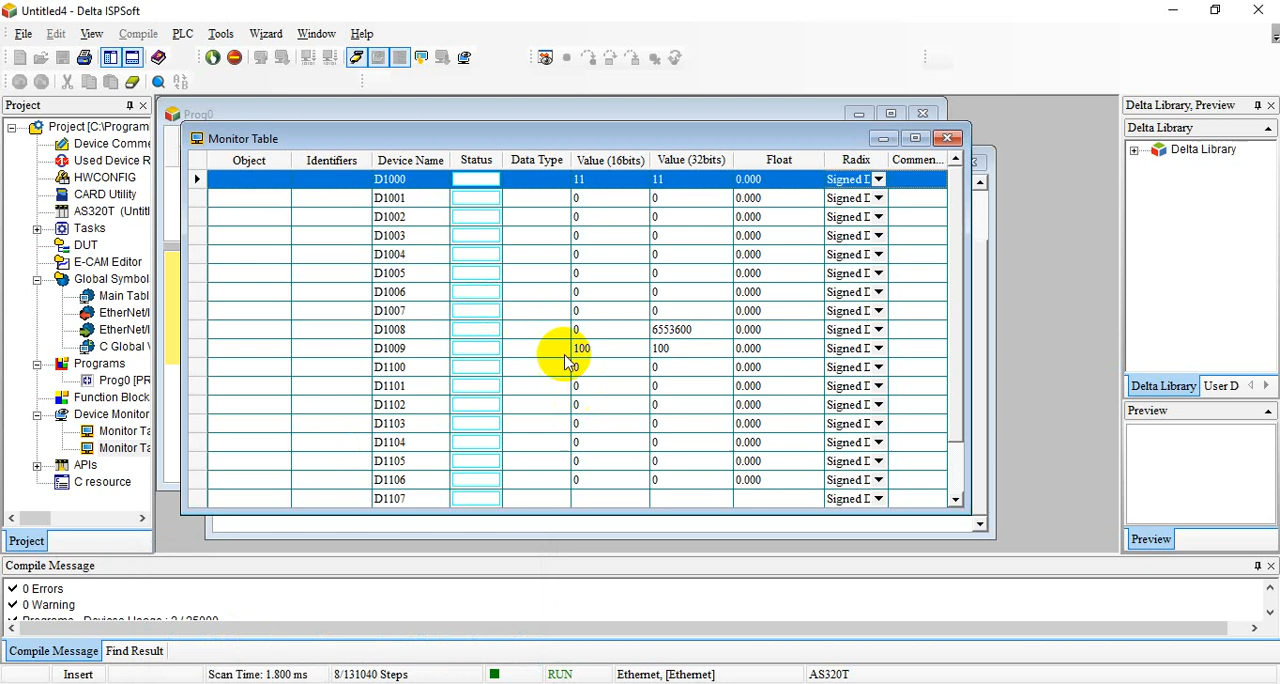 Untitled4 - Delta ISPSoft
File Edit View Compile PLC Tools Wizard Window Help
Project
Project [C:\Program
Device Comme
Used Device R
HWCONFIG
CARD Utility
AS320T (Untitl
Tasks
DUT
E-CAM Editor
Global Symbol
Main Tabl
EtherNet/I
EtherNet/I
C Global V
Programs
Prog0 [PR
Function Block
Device Monitor
Monitor Ta
Monitor Ta
APIs
C resource
Project
Prog0
Monitor Table
Object Identifiers Device Name Status Data Type Value (16bits) Value (32bits) Float Radix Commen...
D1000 11 11 0.000 Signed D
D1001 0 0 0.000 Signed D
D1002 0 0 0.000 Signed D
D1003 0 0 0.000 Signed D
D1004 0 0 0.000 Signed D
D1005 0 0 0.000 Signed D
D1006 0 0 0.000 Signed D
D1007 0 0 0.000 Signed D
D1008 0 6553600 0.000 Signed D
D1009 100 100 0.000 Signed D
D1100 0 0 0.000 Signed D
D1101 0 0 0.000 Signed D
D1102 0 0 0.000 Signed D
D1103 0 0 0.000 Signed D
D1104 0 0 0.000 Signed D
D1105 0 0 0.000 Signed D
D1106 0 0 0.000 Signed D
D1107 Signed D
Delta Library, Preview
Delta Library
Delta Library
Delta Library User D
Preview
Preview
Compile Message
0 Errors
0 Warning
Programs - Devices Usage : 2 / 25000
Compile Message Find Result
Insert Scan Time: 1.800 ms 8/131040 Steps RUN Ethernet, [Ethernet] AS320T